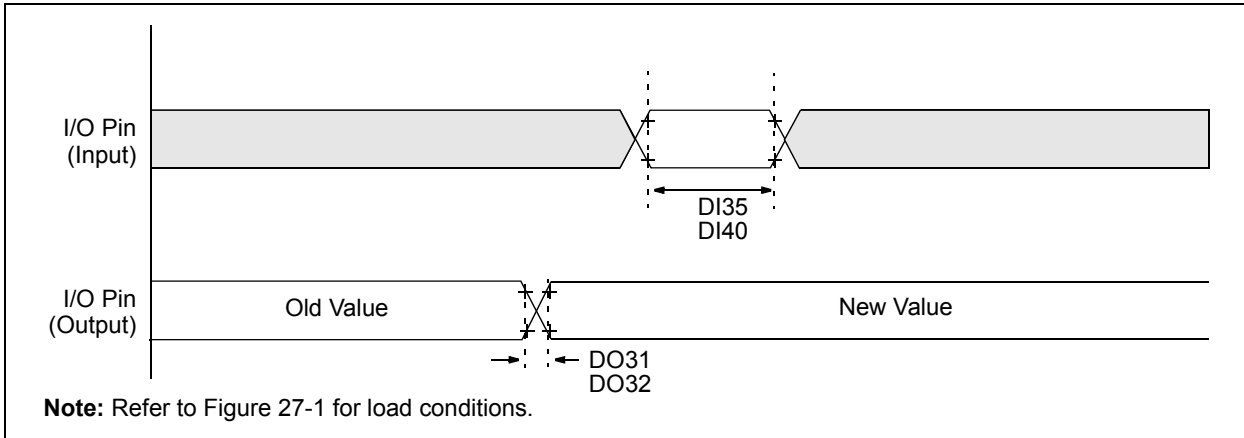 I/O Pin
(Input)
DI35
DI40
I/O Pin
(Output)
Old Value
New Value
DO31
DO32
Note: Refer to Figure 27-1 for load conditions.